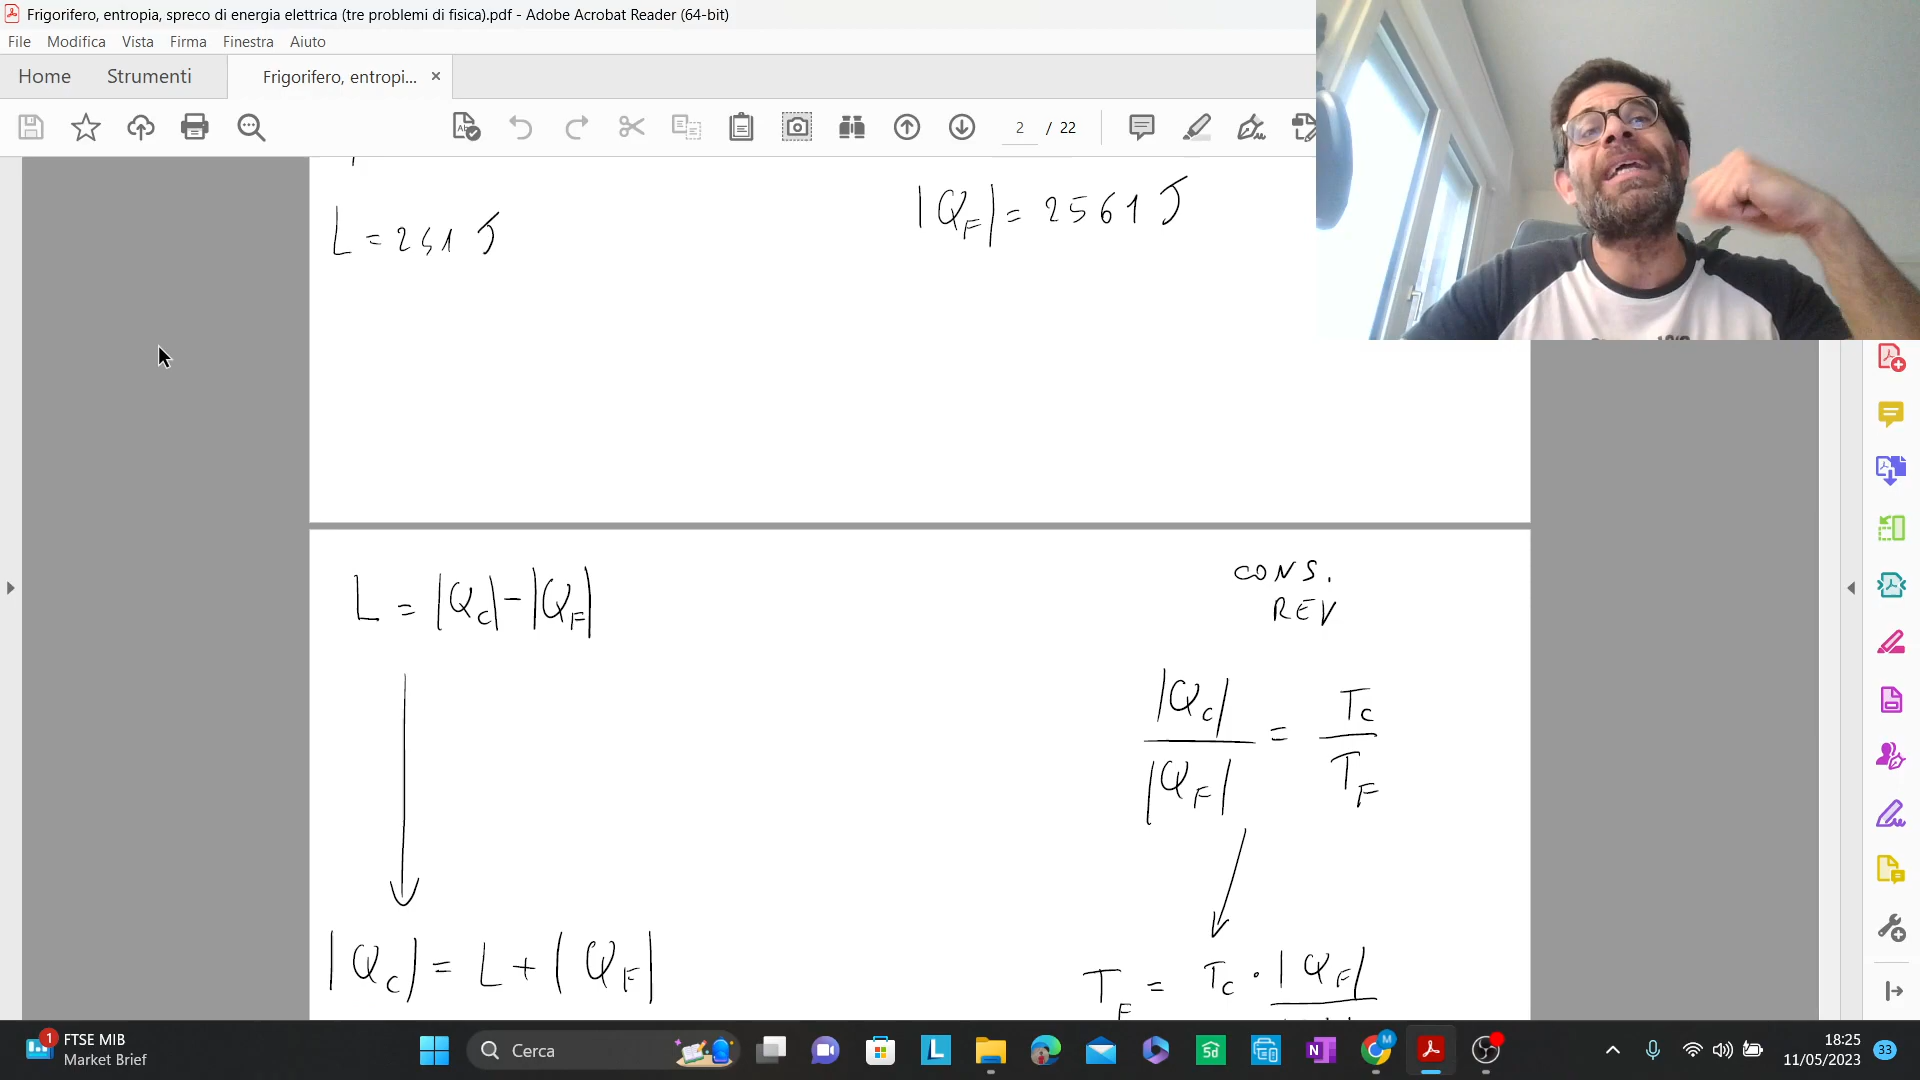 Frigorifero, entropia, spreco di energia elettrica (tre problemi di fisica).pdf - Adobe Acrobat Reader (64-bit)
File Modifica Vista Firma Finestra Aiuto
Home Strumenti Frigorifero, entropi... ×
2 / 22
L = 251 J
|Q_F| = 2561 J
L = |Q_C| - |Q_F|
CONS.
REV
|Q_C| / |Q_F| = T_C / T_F
|Q_C| = L + |Q_F|
T_F = T_C · |Q_F|
1 FTSE MIB
Market Brief
Cerca
M
18:25
11/05/2023
33